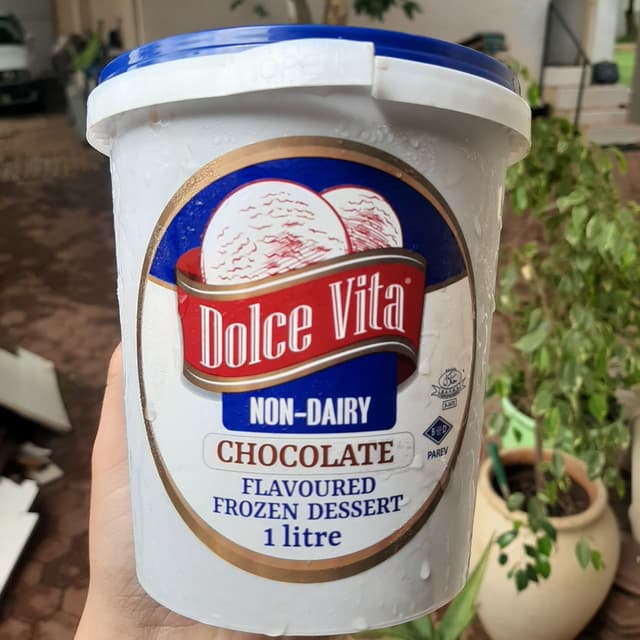 Dolce Vita
NON-DAIRY
CHOCOLATE
FLAVOURED
FROZEN DESSERT
1 litre
PAREV